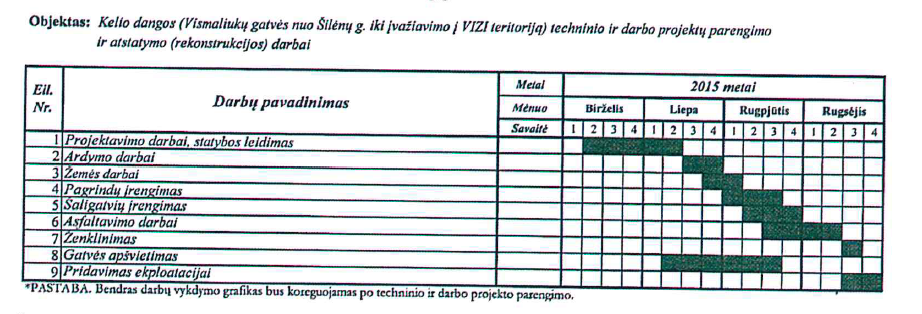 Objektas: Kelio dangos (Vismaliukų gatvės nuo Šilėnų g. iki įvažiavimo į VIZI teritoriją) techninio ir darbo projektų parengimo
ir atstatymo (rekonstrukcijos) darbai
Eil. Nr. Darbų pavadinimas Metai 2015 metai
Mėnuo Birželis Liepa Rugpjūtis Rugsėjis
Savaitė 1 2 3 4 1 2 3 4 1 2 3 4 1 2 3 4
1 Projektavimo darbai, statybos leidimas
2 Ardymo darbai
3 Žemės darbai
4 Pagrindų įrengimas
5 Šaligatvių įrengimas
6 Asfaltavimo darbai
7 Ženklinimas
8 Gatvės apšvietimas
9 Pridavimas ekploatacijai
*PASTABA. Bendras darbų vykdymo grafikas bus koreguojamas po techninio ir darbo projekto parengimo.